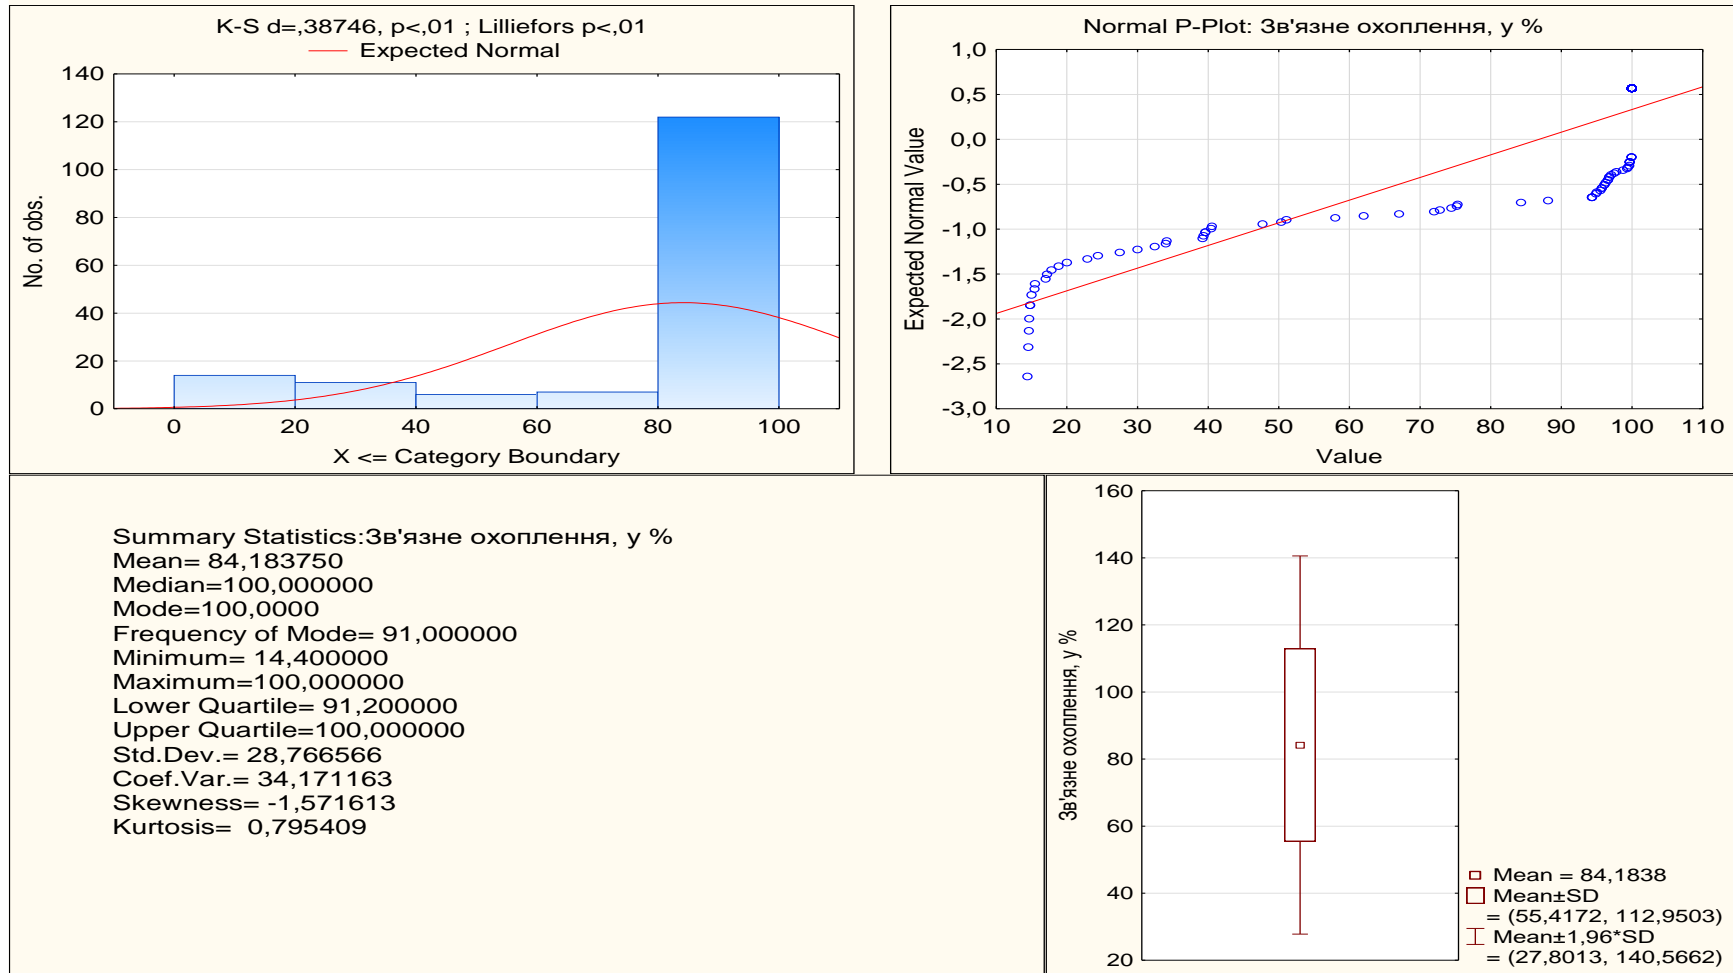 K-S d=,38746, p<,01 ; Lilliefors p<,01
Expected Normal
140
120
100
80
60
40
20
0
No. of obs.
0 20 40 60 80 100
X <= Category Boundary
Normal P-Plot: Зв'язне охоплення, у %
1,0
0,5
0,0
-0,5
-1,0
-1,5
-2,0
-2,5
-3,0
Expected Normal Value
10 20 30 40 50 60 70 80 90 100 110
Value
Summary Statistics:Зв'язне охоплення, у %
Mean= 84,183750
Median=100,000000
Mode=100,0000
Frequency of Mode= 91,000000
Minimum= 14,400000
Maximum=100,000000
Lower Quartile= 91,200000
Upper Quartile=100,000000
Std.Dev.= 28,766566
Coef.Var.= 34,171163
Skewness= -1,571613
Kurtosis= 0,795409
160
140
120
100
80
60
40
20
Зв'язне охоплення, у %
Mean = 84,1838
Mean±SD
= (55,4172, 112,9503)
Mean±1,96*SD
= (27,8013, 140,5662)